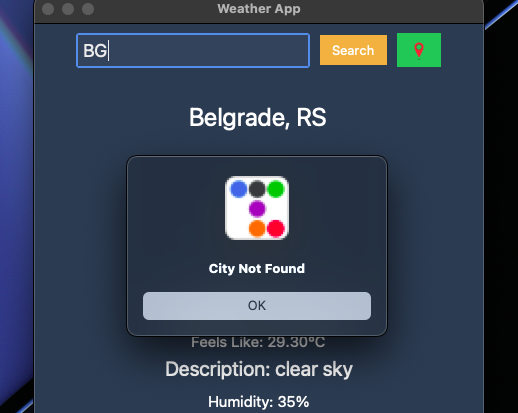 Weather App
BG
Search
Belgrade, RS
City Not Found
OK
Feels Like: 29.30°C
Description: clear sky
Humidity: 35%